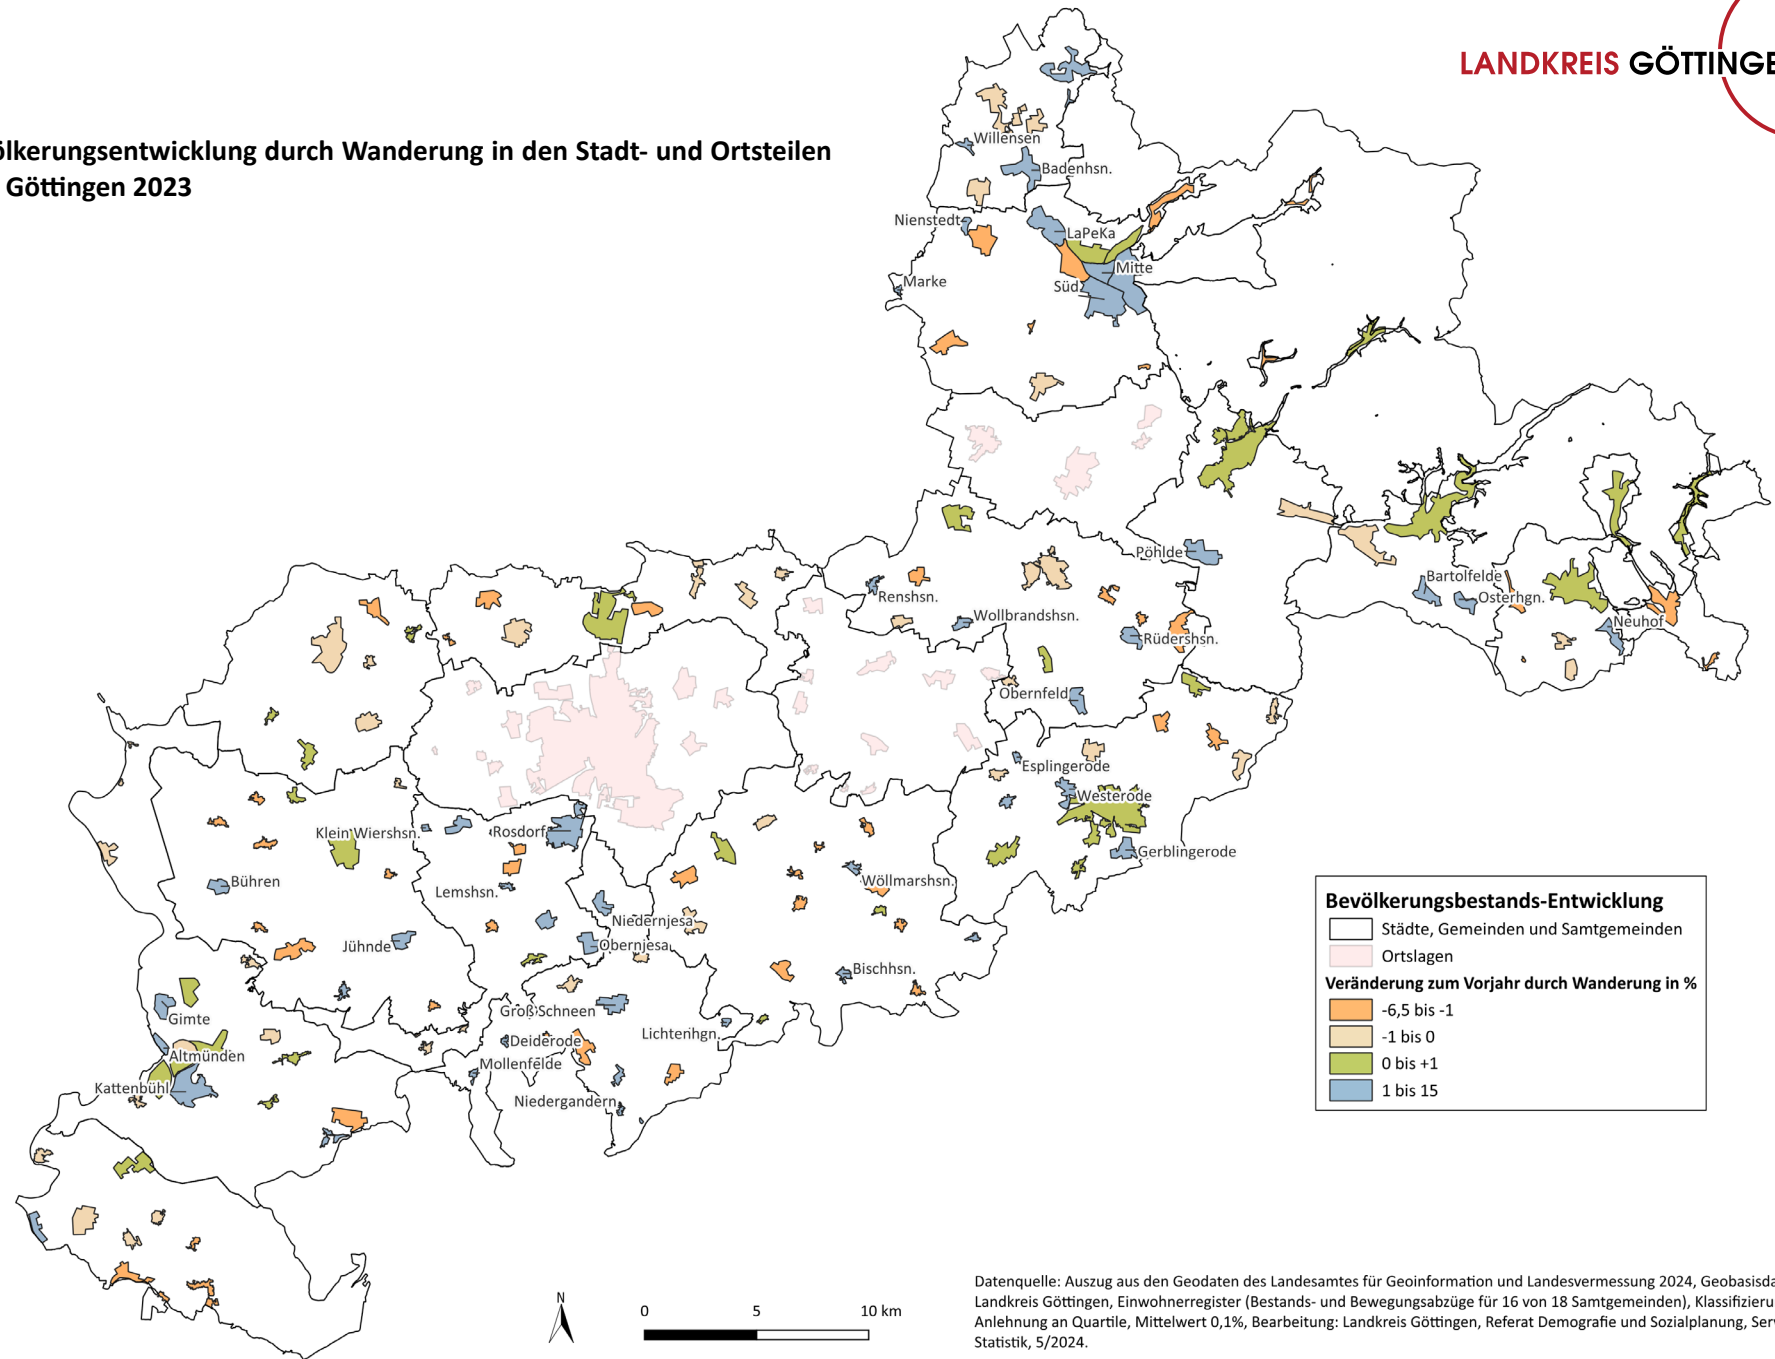 LANDKREIS GÖTTINGE
ölkerungsentwicklung durch Wanderung in den Stadt- und Ortsteilen
Göttingen 2023
Willensen
Badenhsn.
Nienstedt
LaPeKa
Mitte
Süd
Marke
Pöhlde
Bartolfelde
Osterhgn.
Neuhof
Renshsn.
Wollbrandshsn.
Rüdershsn.
Obernfeld
Esplingerode
Westerode
Gerblingerode
Klein Wiershsn.
Rosdorf
Bühren
Lemshsn.
Wöllmarshsn.
Niedernjesa
Jühnde
Obernjesa
Bischhsn.
Groß Schneen
Gimte
Lichtenhgn.
Deiderode
Altmünden
Mollenfelde
Kattenbühl
Niedergandern
Bevölkerungsbestands-Entwicklung
Städte, Gemeinden und Samtgemeinden
Ortslagen
Veränderung zum Vorjahr durch Wanderung in %
-6,5 bis -1
-1 bis 0
0 bis +1
1 bis 15
N
0 5 10 km
Datenquelle: Auszug aus den Geodaten des Landesamtes für Geoinformation und Landesvermessung 2024, Geobasisda
Landkreis Göttingen, Einwohnerregister (Bestands- und Bewegungsabzüge für 16 von 18 Samtgemeinden), Klassifizieru
Anlehnung an Quartile, Mittelwert 0,1%, Bearbeitung: Landkreis Göttingen, Referat Demografie und Sozialplanung, Ser
Statistik, 5/2024.